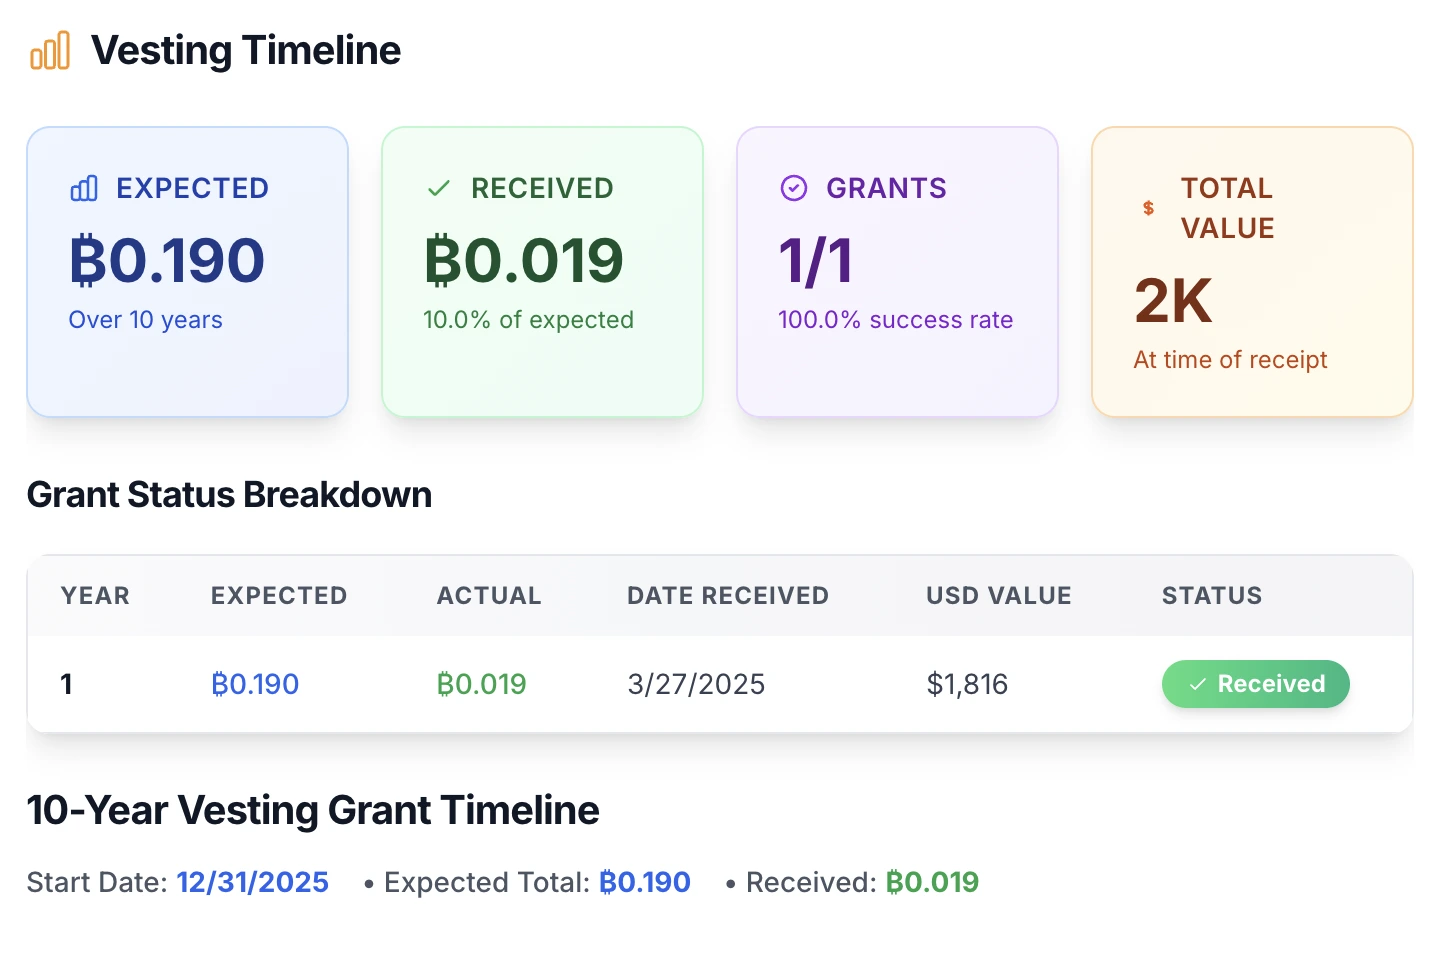 Vesting Timeline
EXPECTED
₿0.190
Over 10 years
RECEIVED
₿0.019
10.0% of expected
GRANTS
1/1
100.0% success rate
$ TOTAL
VALUE
2K
At time of receipt
Grant Status Breakdown
YEAR EXPECTED ACTUAL DATE RECEIVED USD VALUE STATUS
1 ₿0.190 ₿0.019 3/27/2025 $1,816 Received
10-Year Vesting Grant Timeline
Start Date: 12/31/2025 • Expected Total: ₿0.190 • Received: ₿0.019